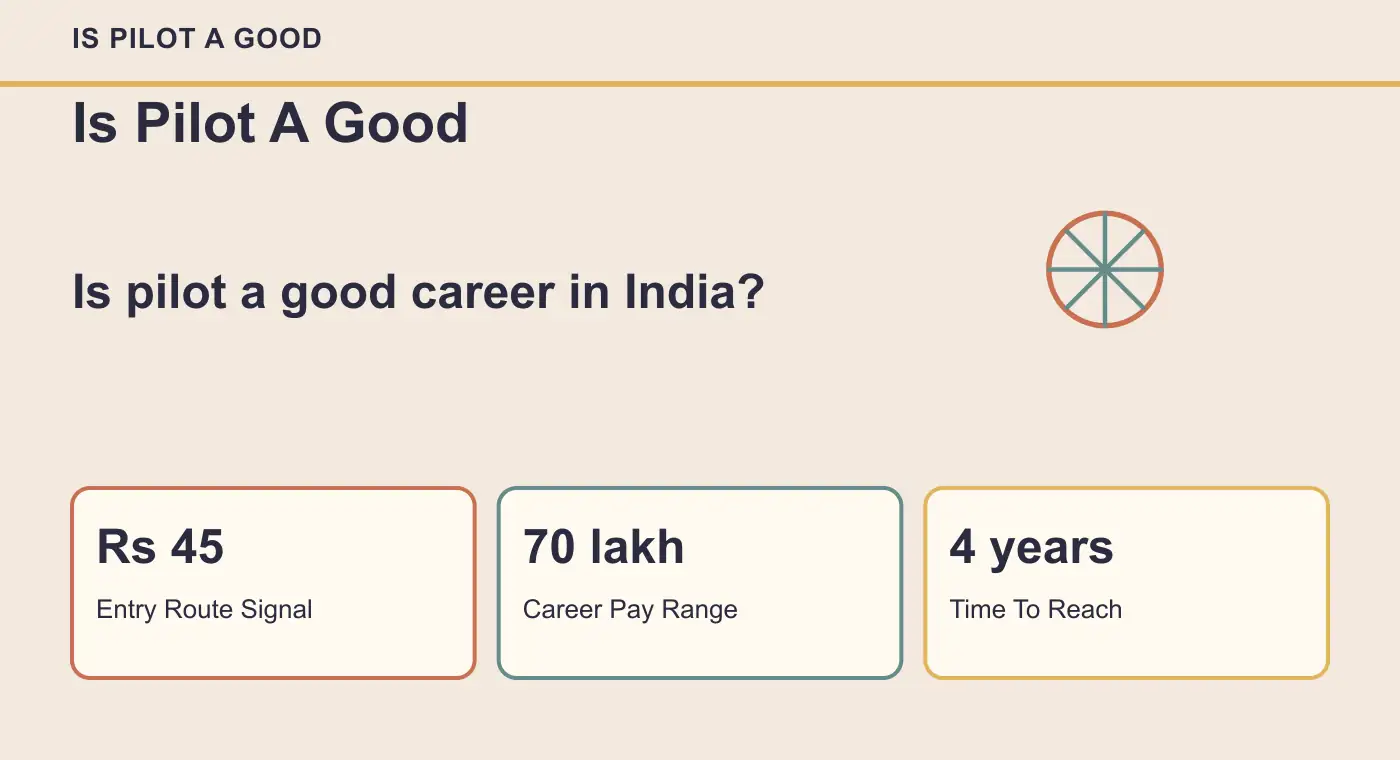 IS PILOT A GOOD
Is Pilot A Good
Is pilot a good career in India?
Rs 45
Entry Route Signal
70 lakh
Career Pay Range
4 years
Time To Reach